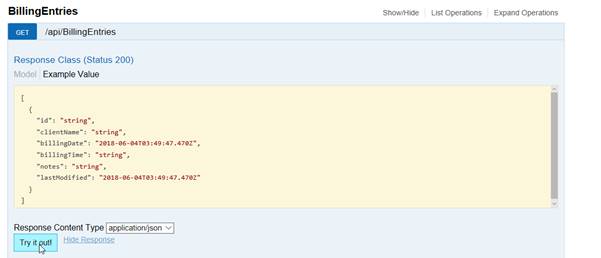 BillingEntries
Show/Hide | List Operations | Expand Operations
GET /api/BillingEntries
Response Class (Status 200)
Model | Example Value
[
  {
    "id": "string",
    "clientName": "string",
    "billingDate": "2018-06-04T03:49:47.470Z",
    "billingTime": "string",
    "notes": "string",
    "lastModified": "2018-06-04T03:49:47.470Z"
  }
]
Response Content Type application/json
Try it out! Hide Response